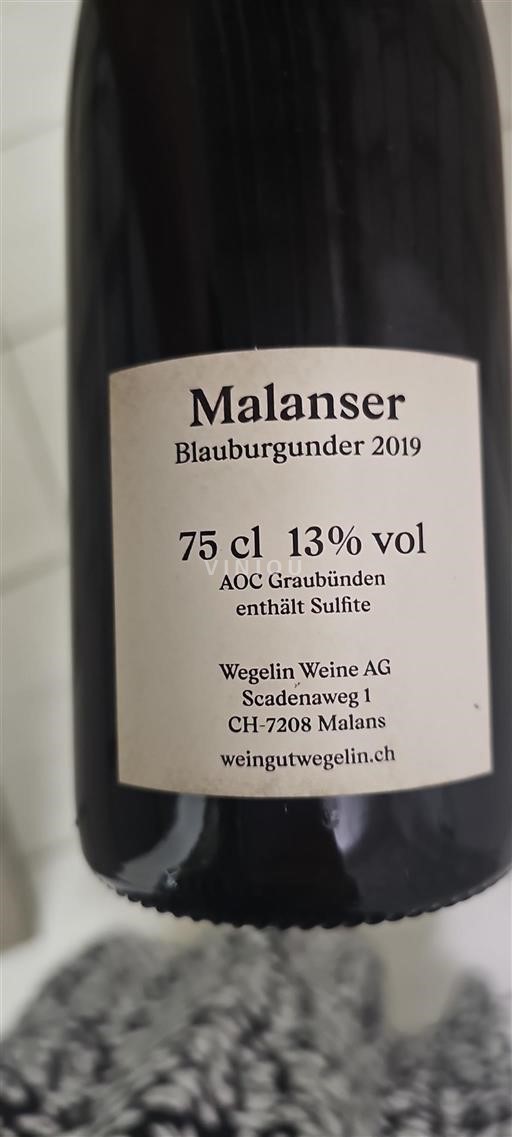 Malanser
Blauburgunder 2019
75 cl 13% vol
VINIOU
AOC Graubünden
enthält Sulfite
Wegelin Weine AG
Scadenaweg 1
CH-7208 Malans
weingutwegelin.ch